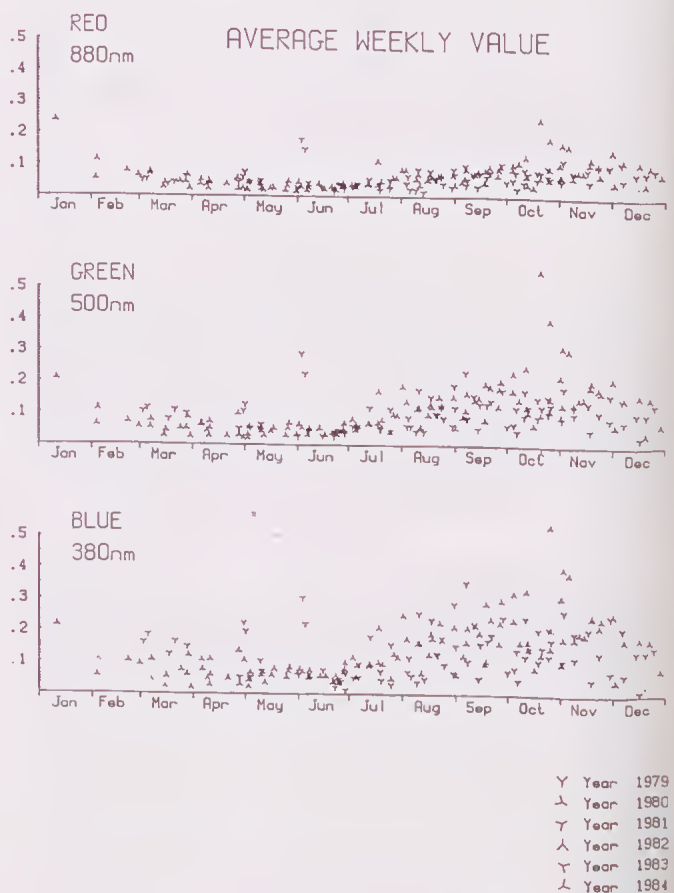 AVERAGE WEEKLY VALUE
RED
880nm
.5
.4
.3
.2
.1
Jan Feb Mar Apr May Jun Jul Aug Sep Oct Nov Dec
GREEN
500nm
.5
.4
.3
.2
.1
Jan Feb Mar Apr May Jun Jul Aug Sep Oct Nov Dec
BLUE
380nm
.5
.4
.3
.2
.1
Jan Feb Mar Apr May Jun Jul Aug Sep Oct Nov Dec
Year 1979
Year 1980
Year 1981
Year 1982
Year 1983
Year 1984